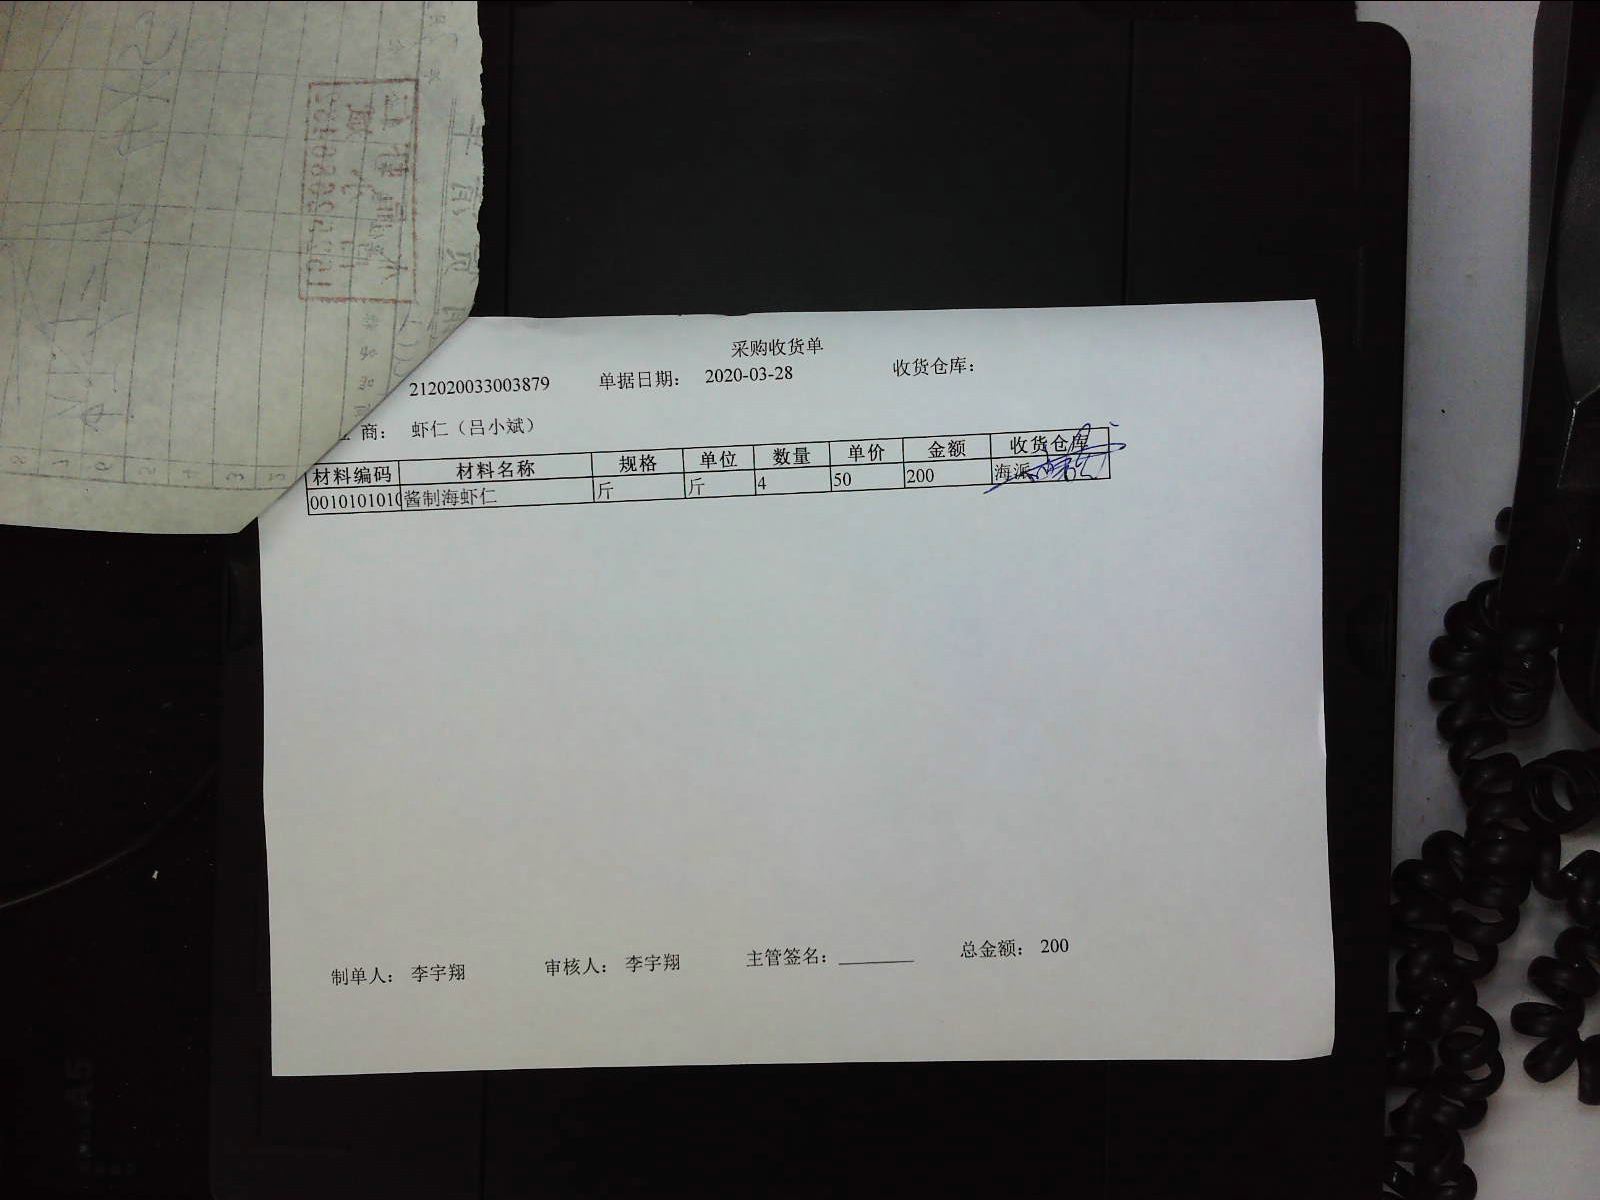 采购收货单
212020033003879 单据日期: 2020-03-28 收货仓库:
商: 虾仁（吕小斌）
材料编码 材料名称 规格 单位 数量 单价 金额 收货仓库
0010101010 酱制海虾仁 斤 斤 4 50 200 海派
制单人: 李宇翔 审核人: 李宇翔 主管签名: ________ 总金额: 200